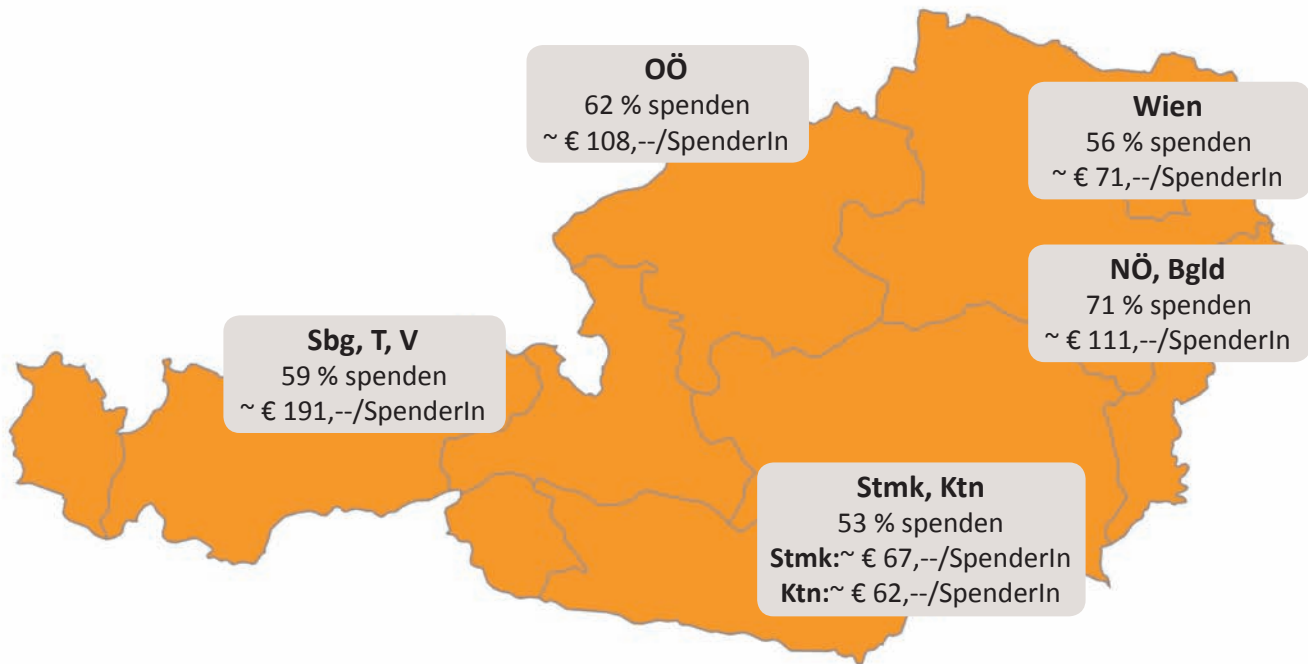 OÖ
62 % spenden
~ € 108,--/SpenderIn
Wien
56 % spenden
~ € 71,--/SpenderIn
NÖ, Bgld
71 % spenden
~ € 111,--/SpenderIn
Sbg, T, V
59 % spenden
~ € 191,--/SpenderIn
Stmk, Ktn
53 % spenden
Stmk:~ € 67,--/SpenderIn
Ktn:~ € 62,--/SpenderIn